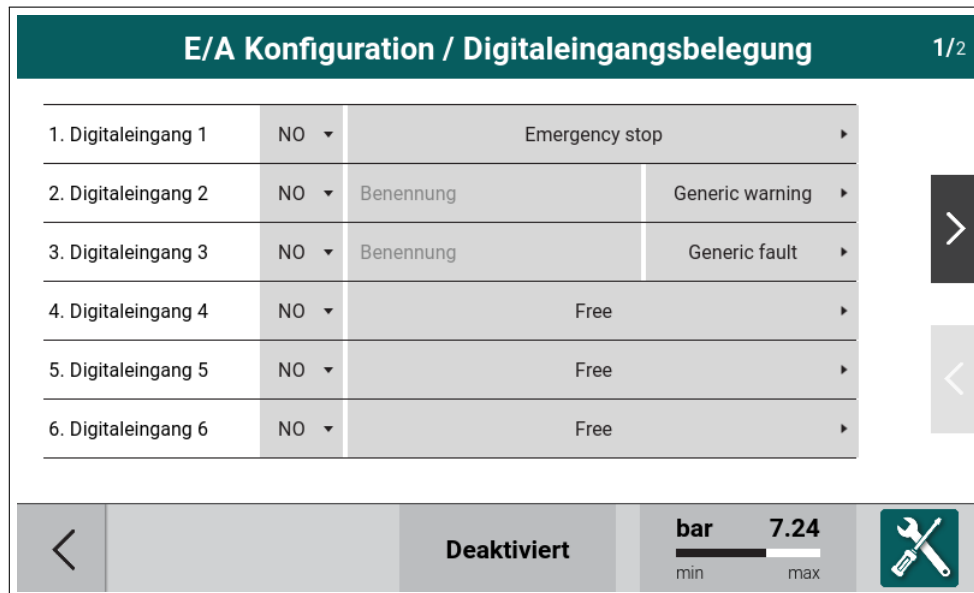 E/A Konfiguration / Digitaleingangsbelegung 1/2
1. Digitaleingang 1 NO Emergency stop
2. Digitaleingang 2 NO Benennung Generic warning
3. Digitaleingang 3 NO Benennung Generic fault
4. Digitaleingang 4 NO Free
5. Digitaleingang 5 NO Free
6. Digitaleingang 6 NO Free
Deaktiviert bar 7.24
min max